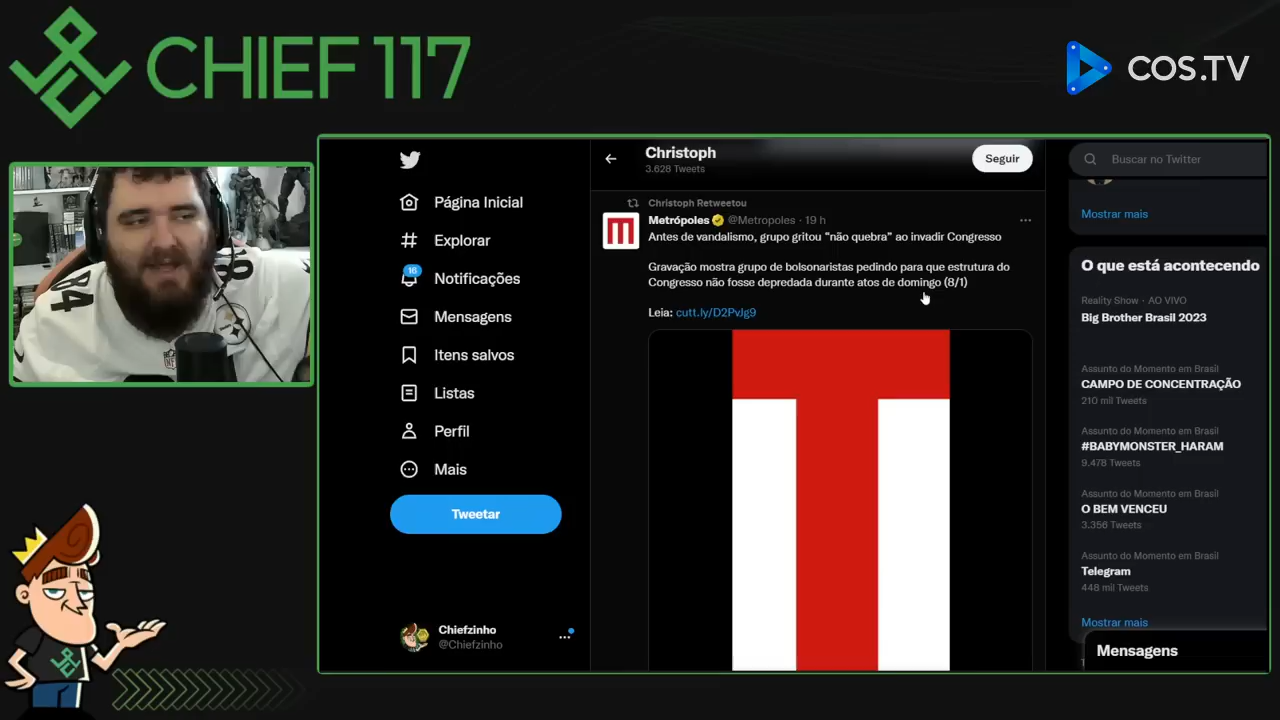 CHIEF 117
COS.TV
84
NFL
Página Inicial
Explorar
16
Notificações
Mensagens
Itens salvos
Listas
Perfil
Mais
Tweetar
Chiefzinho
@Chiefzinho
Christoph
3.628 Tweets
Seguir
Christoph Retweetou
Metrópoles @Metropoles · 19 h
Antes de vandalismo, grupo gritou "não quebra" ao invadir Congresso
Gravação mostra grupo de bolsonaristas pedindo para que estrutura do
Congresso não fosse depredada durante atos de domingo (8/1)
Leia: cutt.ly/D2PvJg9
Buscar no Twitter
Mostrar mais
O que está acontecendo
Reality Show · AO VIVO
Big Brother Brasil 2023
Assunto do Momento em Brasil
CAMPO DE CONCENTRAÇÃO
210 mil Tweets
Assunto do Momento em Brasil
#BABYMONSTER_HARAM
9.478 Tweets
Assunto do Momento em Brasil
O BEM VENCEU
3.356 Tweets
Assunto do Momento em Brasil
Telegram
448 mil Tweets
Mostrar mais
Mensagens